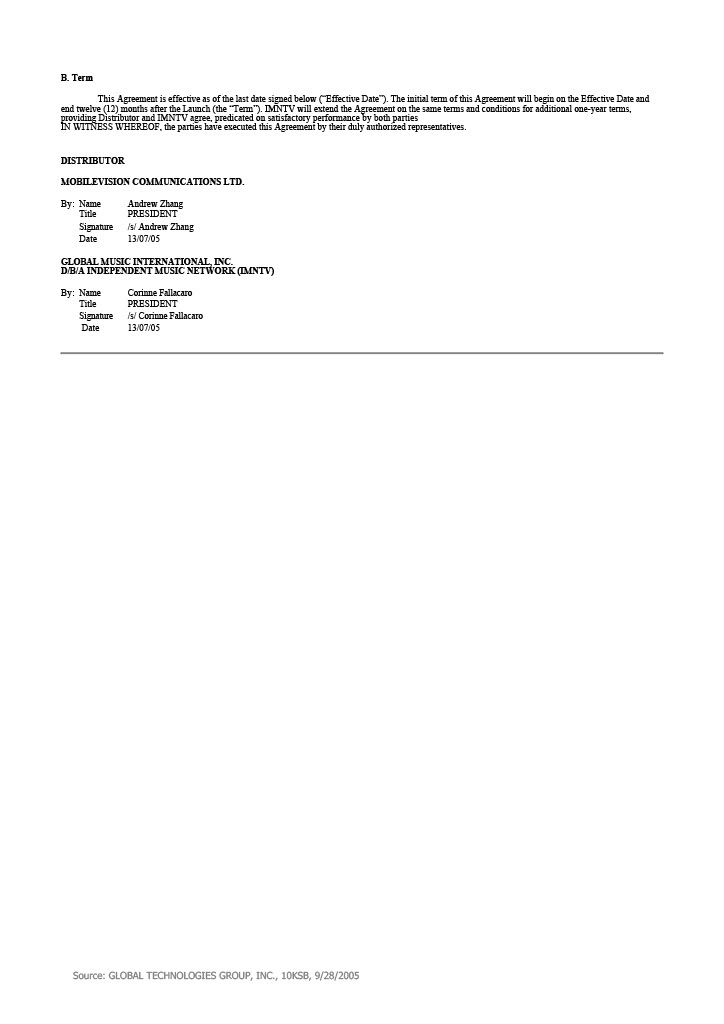 B. Term
This Agreement is effective as of the last date signed below (“Effective Date”). The initial term of this Agreement will begin on the Effective Date and
end twelve (12) months after the Launch (the “Term”). IMNTV will extend the Agreement on the same terms and conditions for additional one-year terms,
providing Distributor and IMNTV agree, predicated on satisfactory performance by both parties
IN WITNESS WHEREOF, the parties have executed this Agreement by their duly authorized representatives.
DISTRIBUTOR
MOBILEVISION COMMUNICATIONS LTD.
By: Name Andrew Zhang
Title PRESIDENT
Signature /s/ Andrew Zhang
Date 13/07/05
GLOBAL MUSIC INTERNATIONAL, INC.
D/B/A INDEPENDENT MUSIC NETWORK (IMNTV)
By: Name Corinne Fallacaro
Title PRESIDENT
Signature /s/ Corinne Fallacaro
Date 13/07/05
Source: GLOBAL TECHNOLOGIES GROUP, INC., 10KSB, 9/28/2005